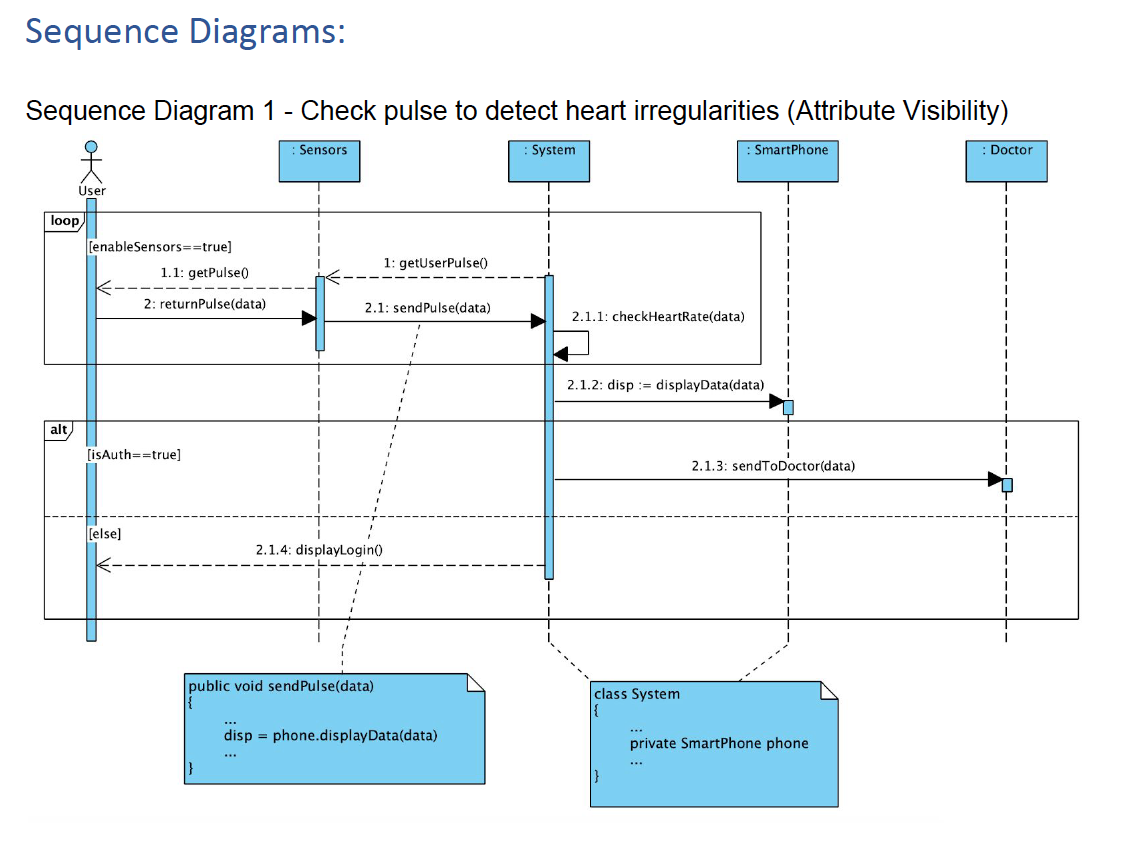 Sequence Diagrams:
Sequence Diagram 1 - Check pulse to detect heart irregularities (Attribute Visibility)
User
: Sensors
: System
: SmartPhone
: Doctor
loop
[enableSensors==true]
1: getUserPulse()
1.1: getPulse()
2: returnPulse(data)
2.1: sendPulse(data)
2.1.1: checkHeartRate(data)
2.1.2: disp := displayData(data)
alt
[isAuth==true]
2.1.3: sendToDoctor(data)
[else]
2.1.4: displayLogin()
public void sendPulse(data)
{
...
disp = phone.displayData(data)
...
}
class System
{
...
private SmartPhone phone
...
}